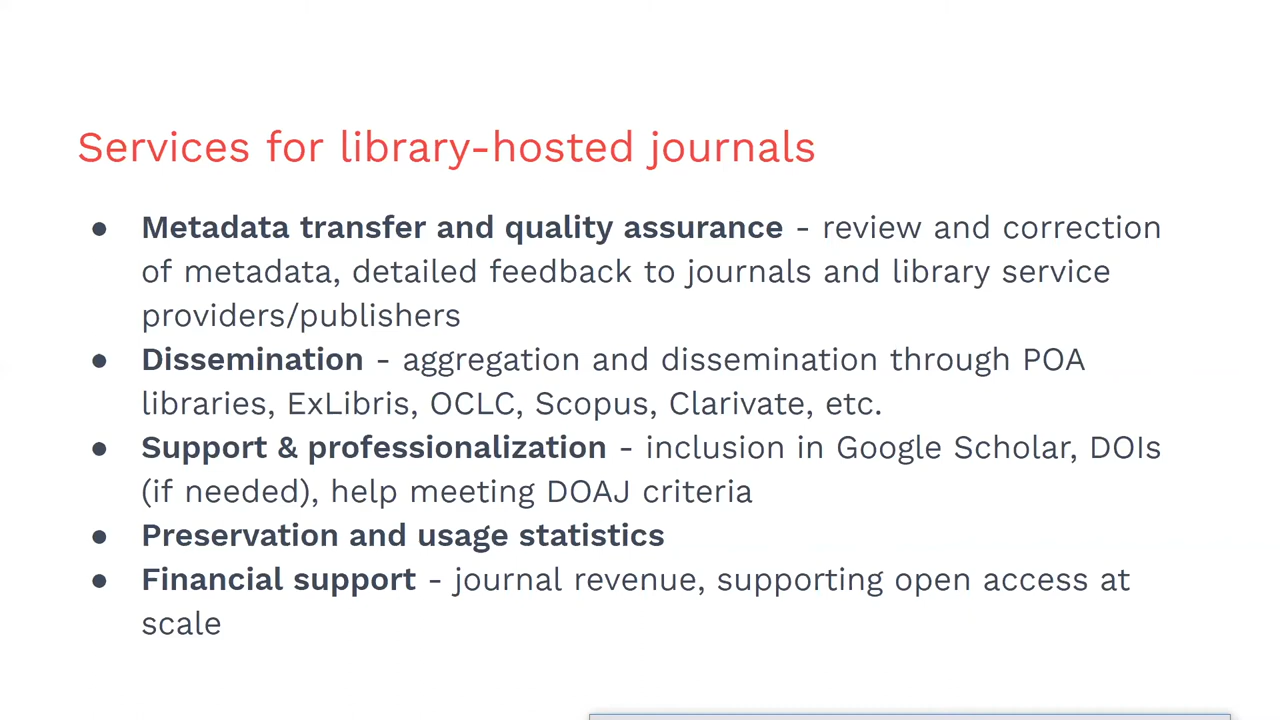 Services for library-hosted journals
● Metadata transfer and quality assurance - review and correction
of metadata, detailed feedback to journals and library service
providers/publishers
● Dissemination - aggregation and dissemination through POA
libraries, ExLibris, OCLC, Scopus, Clarivate, etc.
● Support & professionalization - inclusion in Google Scholar, DOIs
(if needed), help meeting DOAJ criteria
● Preservation and usage statistics
● Financial support - journal revenue, supporting open access at
scale